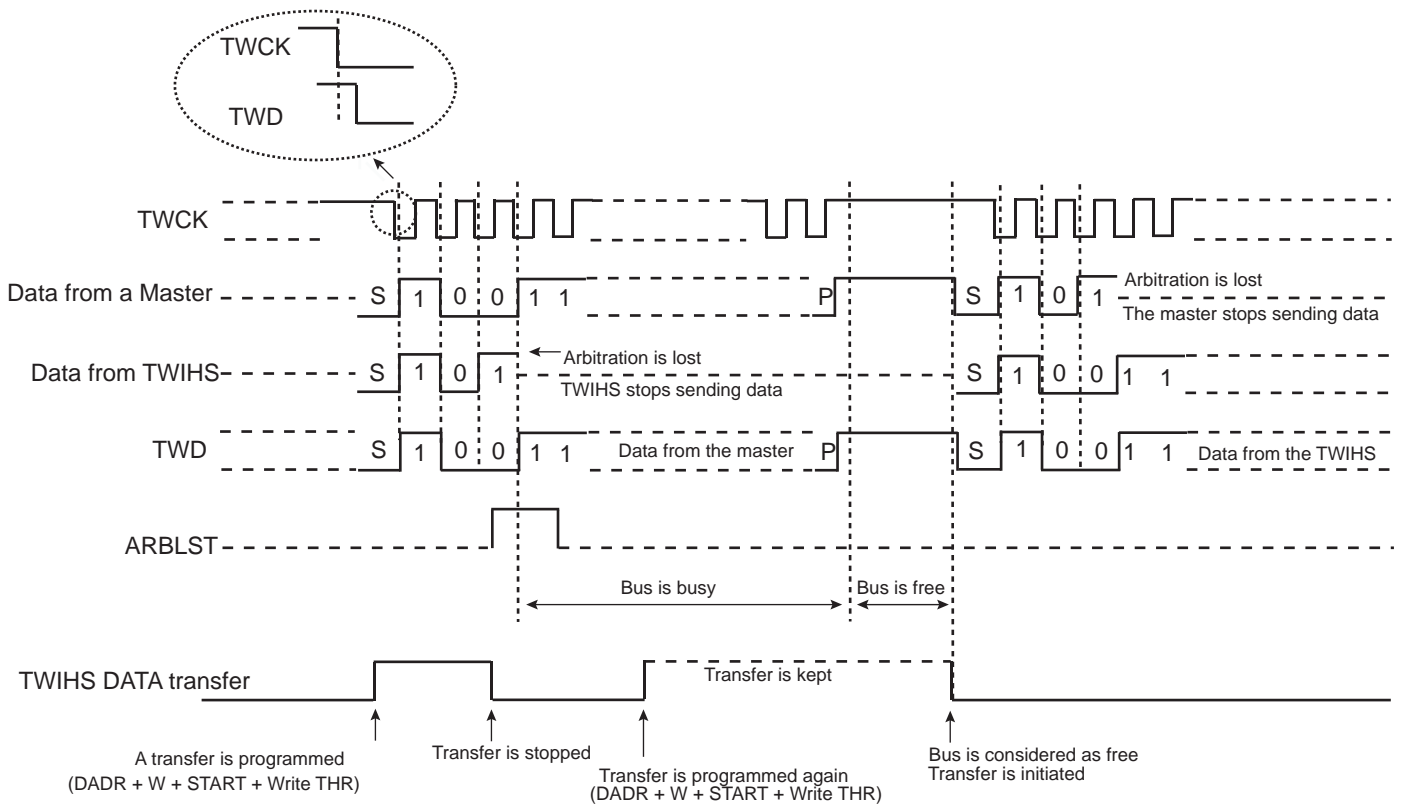 TWCK
TWD
TWCK
Data from a Master S 1 0 0 1 1 P S 1 0 1 Arbitration is lost
The master stops sending data
Data from TWIHS S 1 0 1 Arbitration is lost S 1 0 0 1 1
TWIHS stops sending data
TWD S 1 0 0 1 1 Data from the master P S 1 0 0 1 1 Data from the TWIHS
ARBLST
Bus is busy Bus is free
TWIHS DATA transfer Transfer is kept
A transfer is programmed
(DADR + W + START + Write THR)
Transfer is stopped
Transfer is programmed again
(DADR + W + START + Write THR)
Bus is considered as free
Transfer is initiated